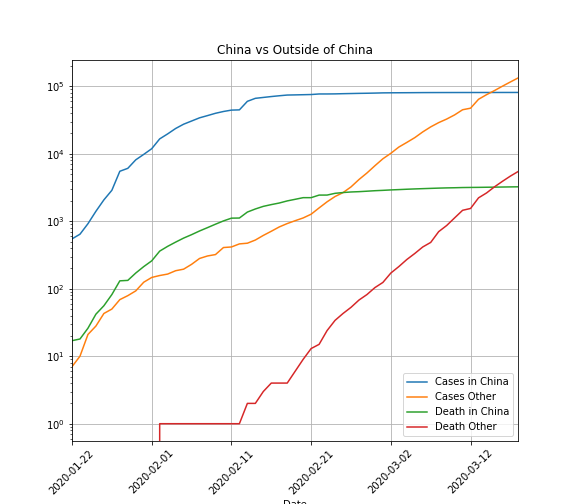 China vs Outside of China
10^5
10^4
10^3
10^2
10^1
10^0
Cases in China
Cases Other
Death in China
Death Other
2020-01-22
2020-02-01
2020-02-11
2020-02-21
2020-03-02
2020-03-12
Date